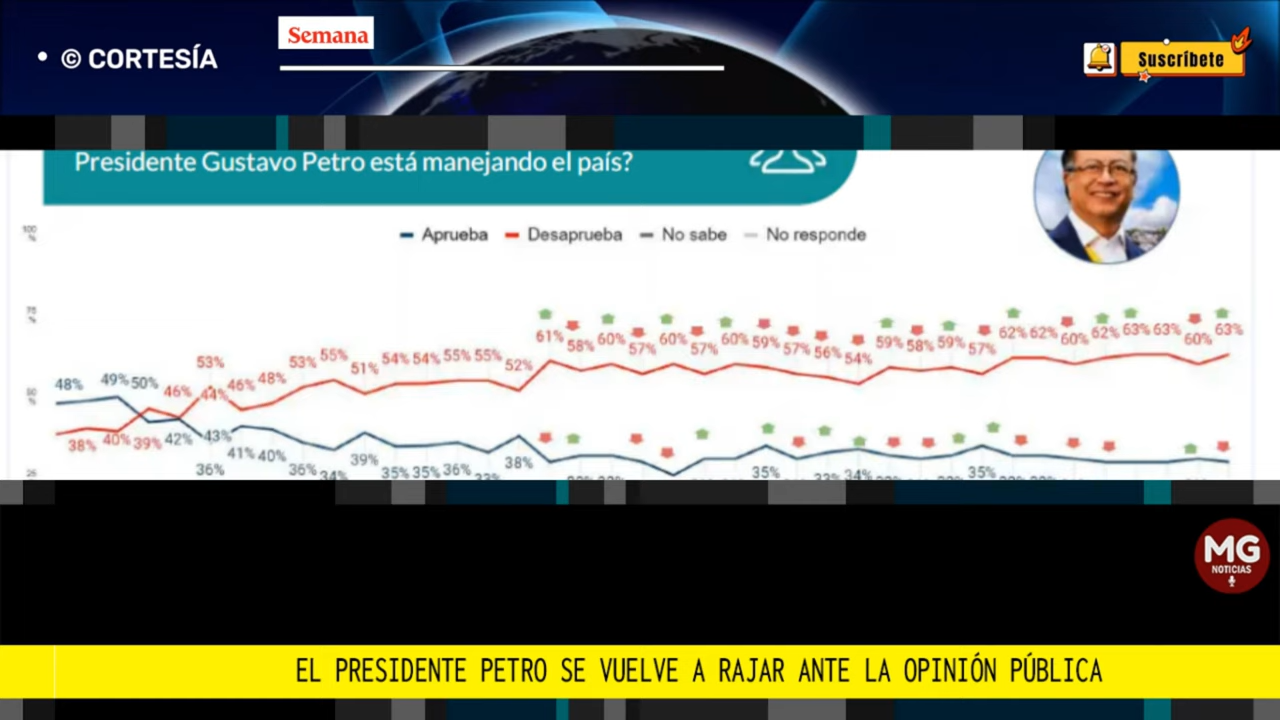 © CORTESÍA
Semana
Suscríbete
Presidente Gustavo Petro está manejando el país?
Aprueba Desaprueba No sabe No responde
100
%
75
%
61% 58% 60% 57% 60% 57% 60% 59% 57% 56% 54% 59% 58% 59% 57% 62% 62% 60% 62% 63% 63% 60% 63%
53% 53% 55% 51% 54% 54% 55% 55% 52%
48% 49% 50% 46% 44% 46% 48%
50
%
38% 40% 39% 42% 43% 41% 40% 39% 38%
36% 36% 34% 35% 35% 36% 33% 35% 34% 35%
25
MG
NOTICIAS
EL PRESIDENTE PETRO SE VUELVE A RAJAR ANTE LA OPINIÓN PÚBLICA